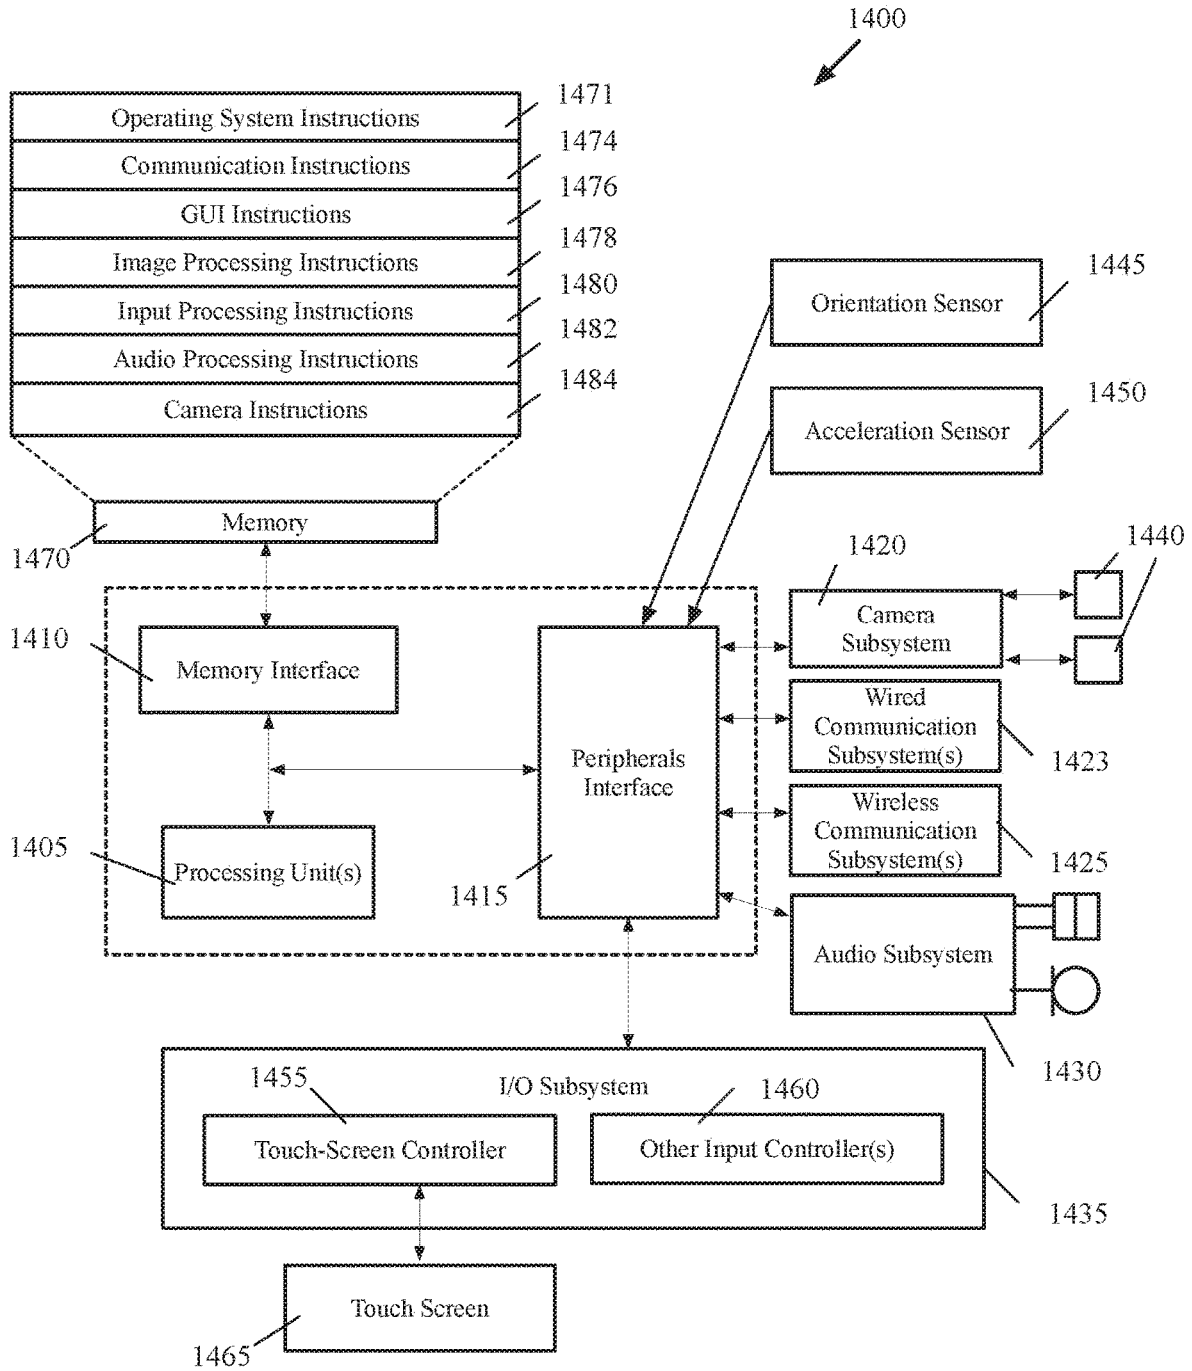 1400
1471
Operating System Instructions
1474
Communication Instructions
1476
GUI Instructions
1478
Image Processing Instructions
1480
Input Processing Instructions
1482
Audio Processing Instructions
1484
Camera Instructions
1445
Orientation Sensor
1450
Acceleration Sensor
Memory
1470
1420
1440
1410
Memory Interface
Camera
Subsystem
Wired
Communication
Subsystem(s)
1423
Peripherals
Interface
Wireless
Communication
Subsystem(s)
1425
1405
Processing Unit(s)
1415
Audio Subsystem
1430
1455
I/O Subsystem
1460
Touch-Screen Controller
Other Input Controller(s)
1435
Touch Screen
1465